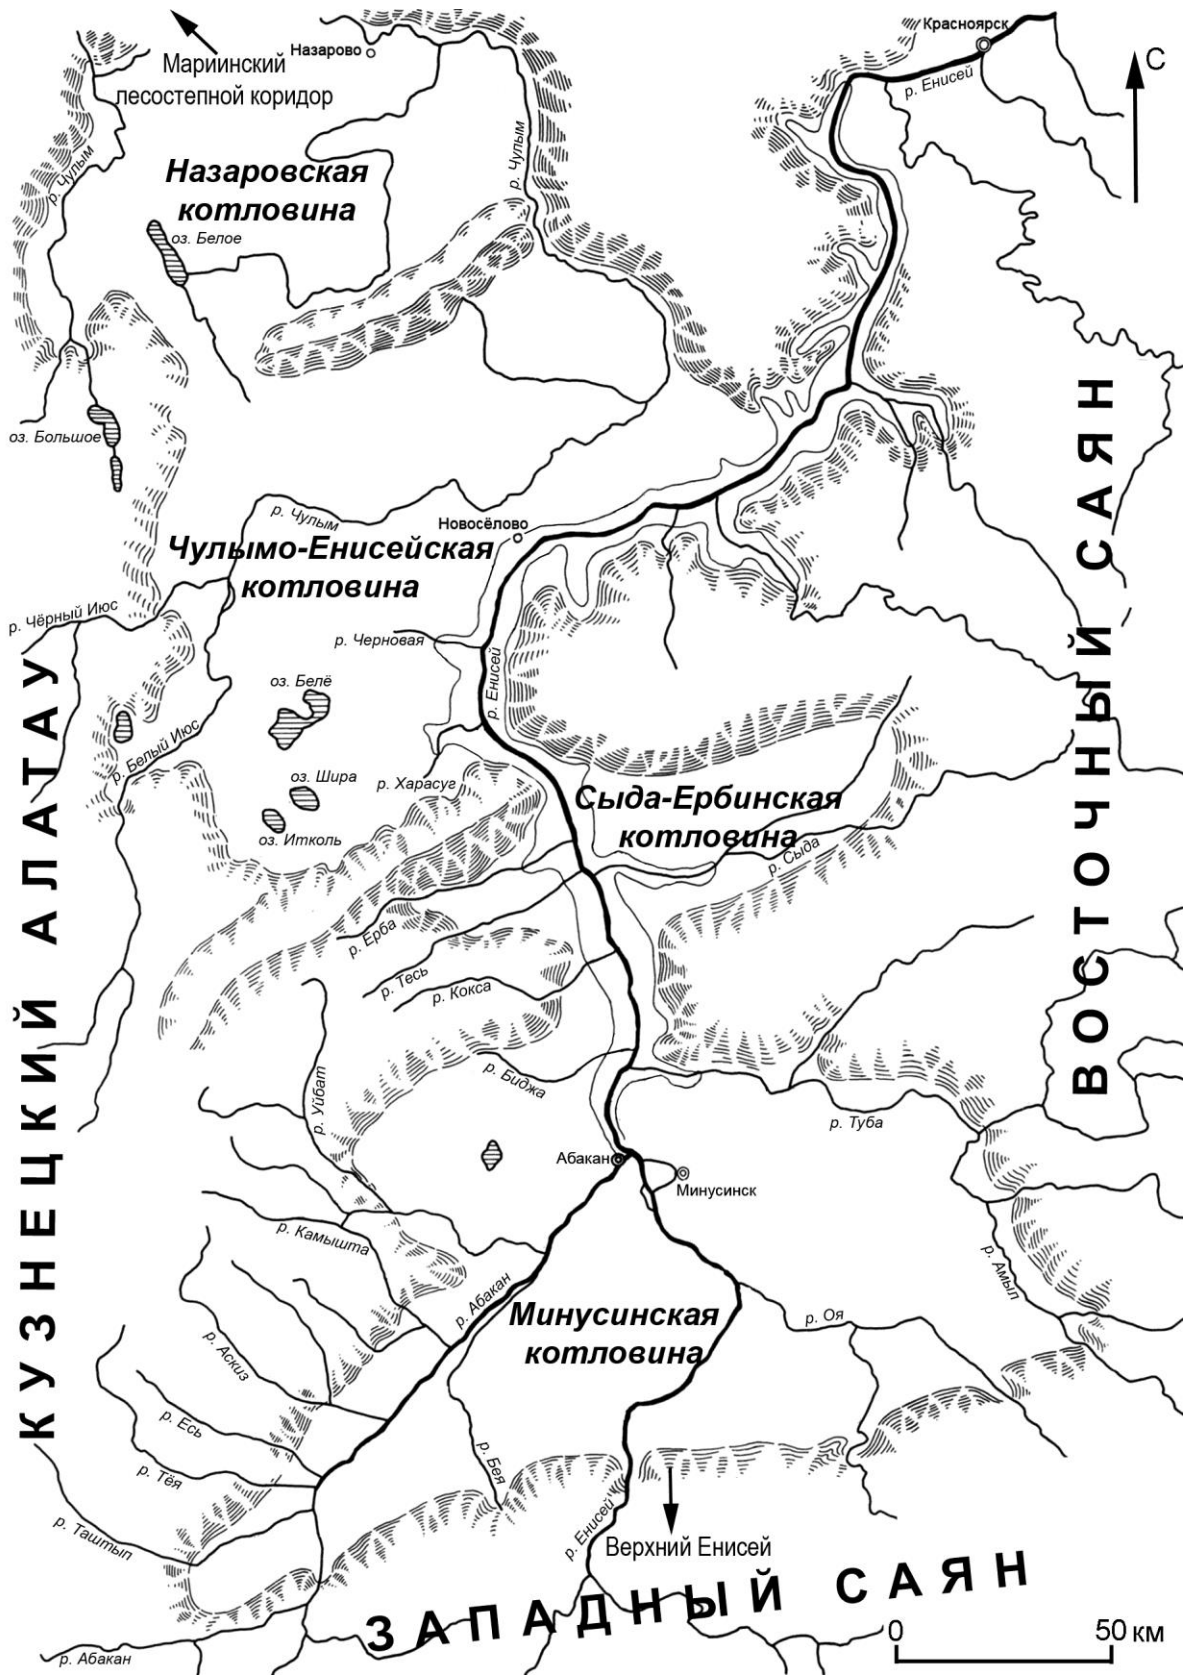 Красноярск
С
Назарово
Мариинский
лесостепной коридор
р. Енисей
р. Чулым
р. Чулым
Назаровская
котловина
оз. Белое
оз. Большое
р. Чулым
Новосёлово
Чулымо-Енисейская
котловина
р. Чёрный Июс
р. Черновая
р. Енисей
оз. Белё
р. Белый Июс
оз. Шира
р. Харасуг
оз. Итколь
Сыда-Ербинская
котловина
р. Сыда
р. Ерба
р. Тесь
р. Кокса
р. Биджа
р. Уйбат
р. Туба
Абакан
Минусинск
р. Камышта
р. Абакан
р. Амыл
Минусинская
котловина
р. Оя
р. Аскиз
р. Есь
р. Тёя
р. Бея
р. Таштып
р. Енисей
Верхний Енисей
КУЗНЕЦКИЙ АЛАТАУ
ВОСТОЧНЫЙ САЯН
ЗАПАДНЫЙ САЯН
р. Абакан
0 50 км